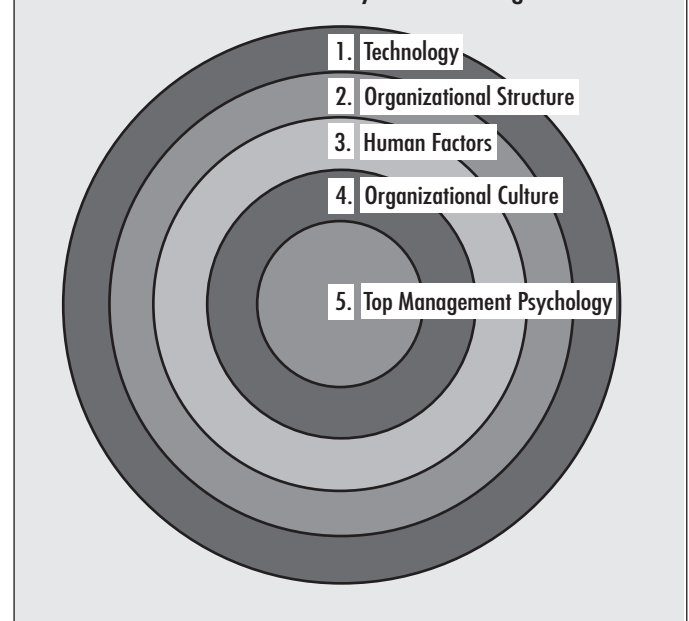 1. Technology
2. Organizational Structure
3. Human Factors
4. Organizational Culture
5. Top Management Psychology